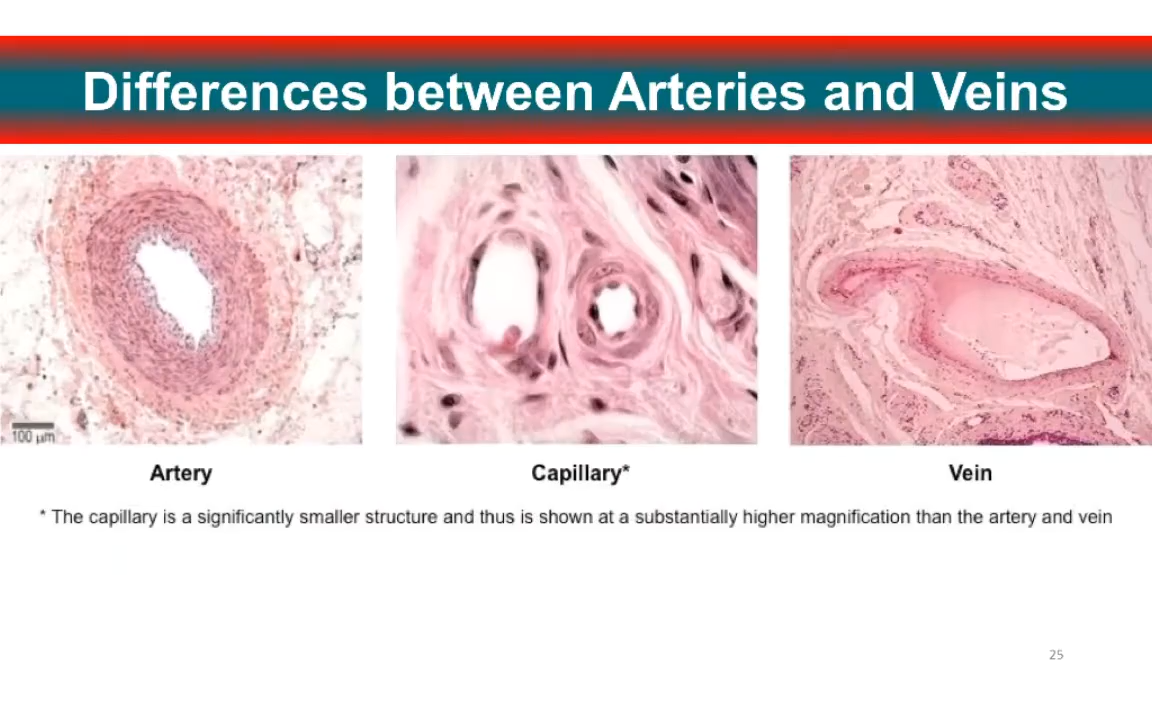 Differences between Arteries and Veins
100 µm
Artery
Capillary*
Vein
* The capillary is a significantly smaller structure and thus is shown at a substantially higher magnification than the artery and vein
25